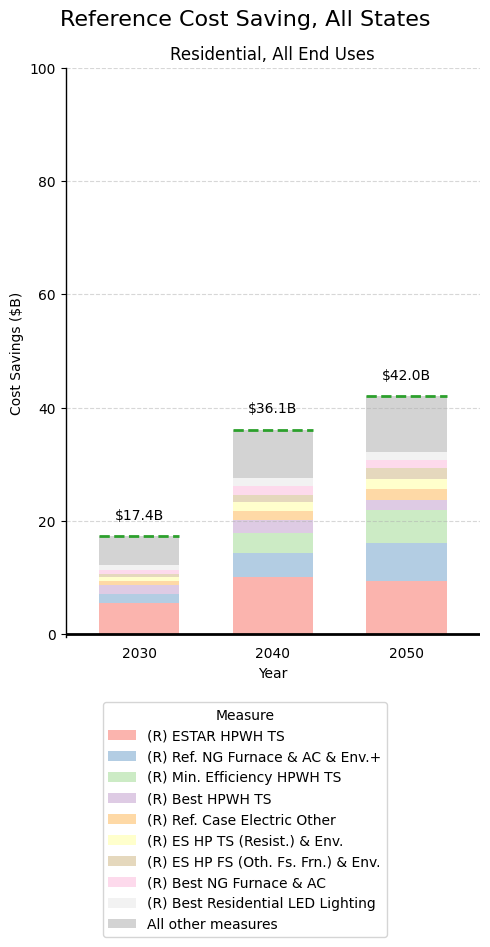 Reference Cost Saving, All States
Residential, All End Uses
100
80
60
40
20
0
Cost Savings ($B)
$17.4B
$36.1B
$42.0B
2030
2040
2050
Year
Measure
(R) ESTAR HPWH TS
(R) Ref. NG Furnace & AC & Env.+
(R) Min. Efficiency HPWH TS
(R) Best HPWH TS
(R) Ref. Case Electric Other
(R) ES HP TS (Resist.) & Env.
(R) ES HP FS (Oth. Fs. Frn.) & Env.
(R) Best NG Furnace & AC
(R) Best Residential LED Lighting
All other measures